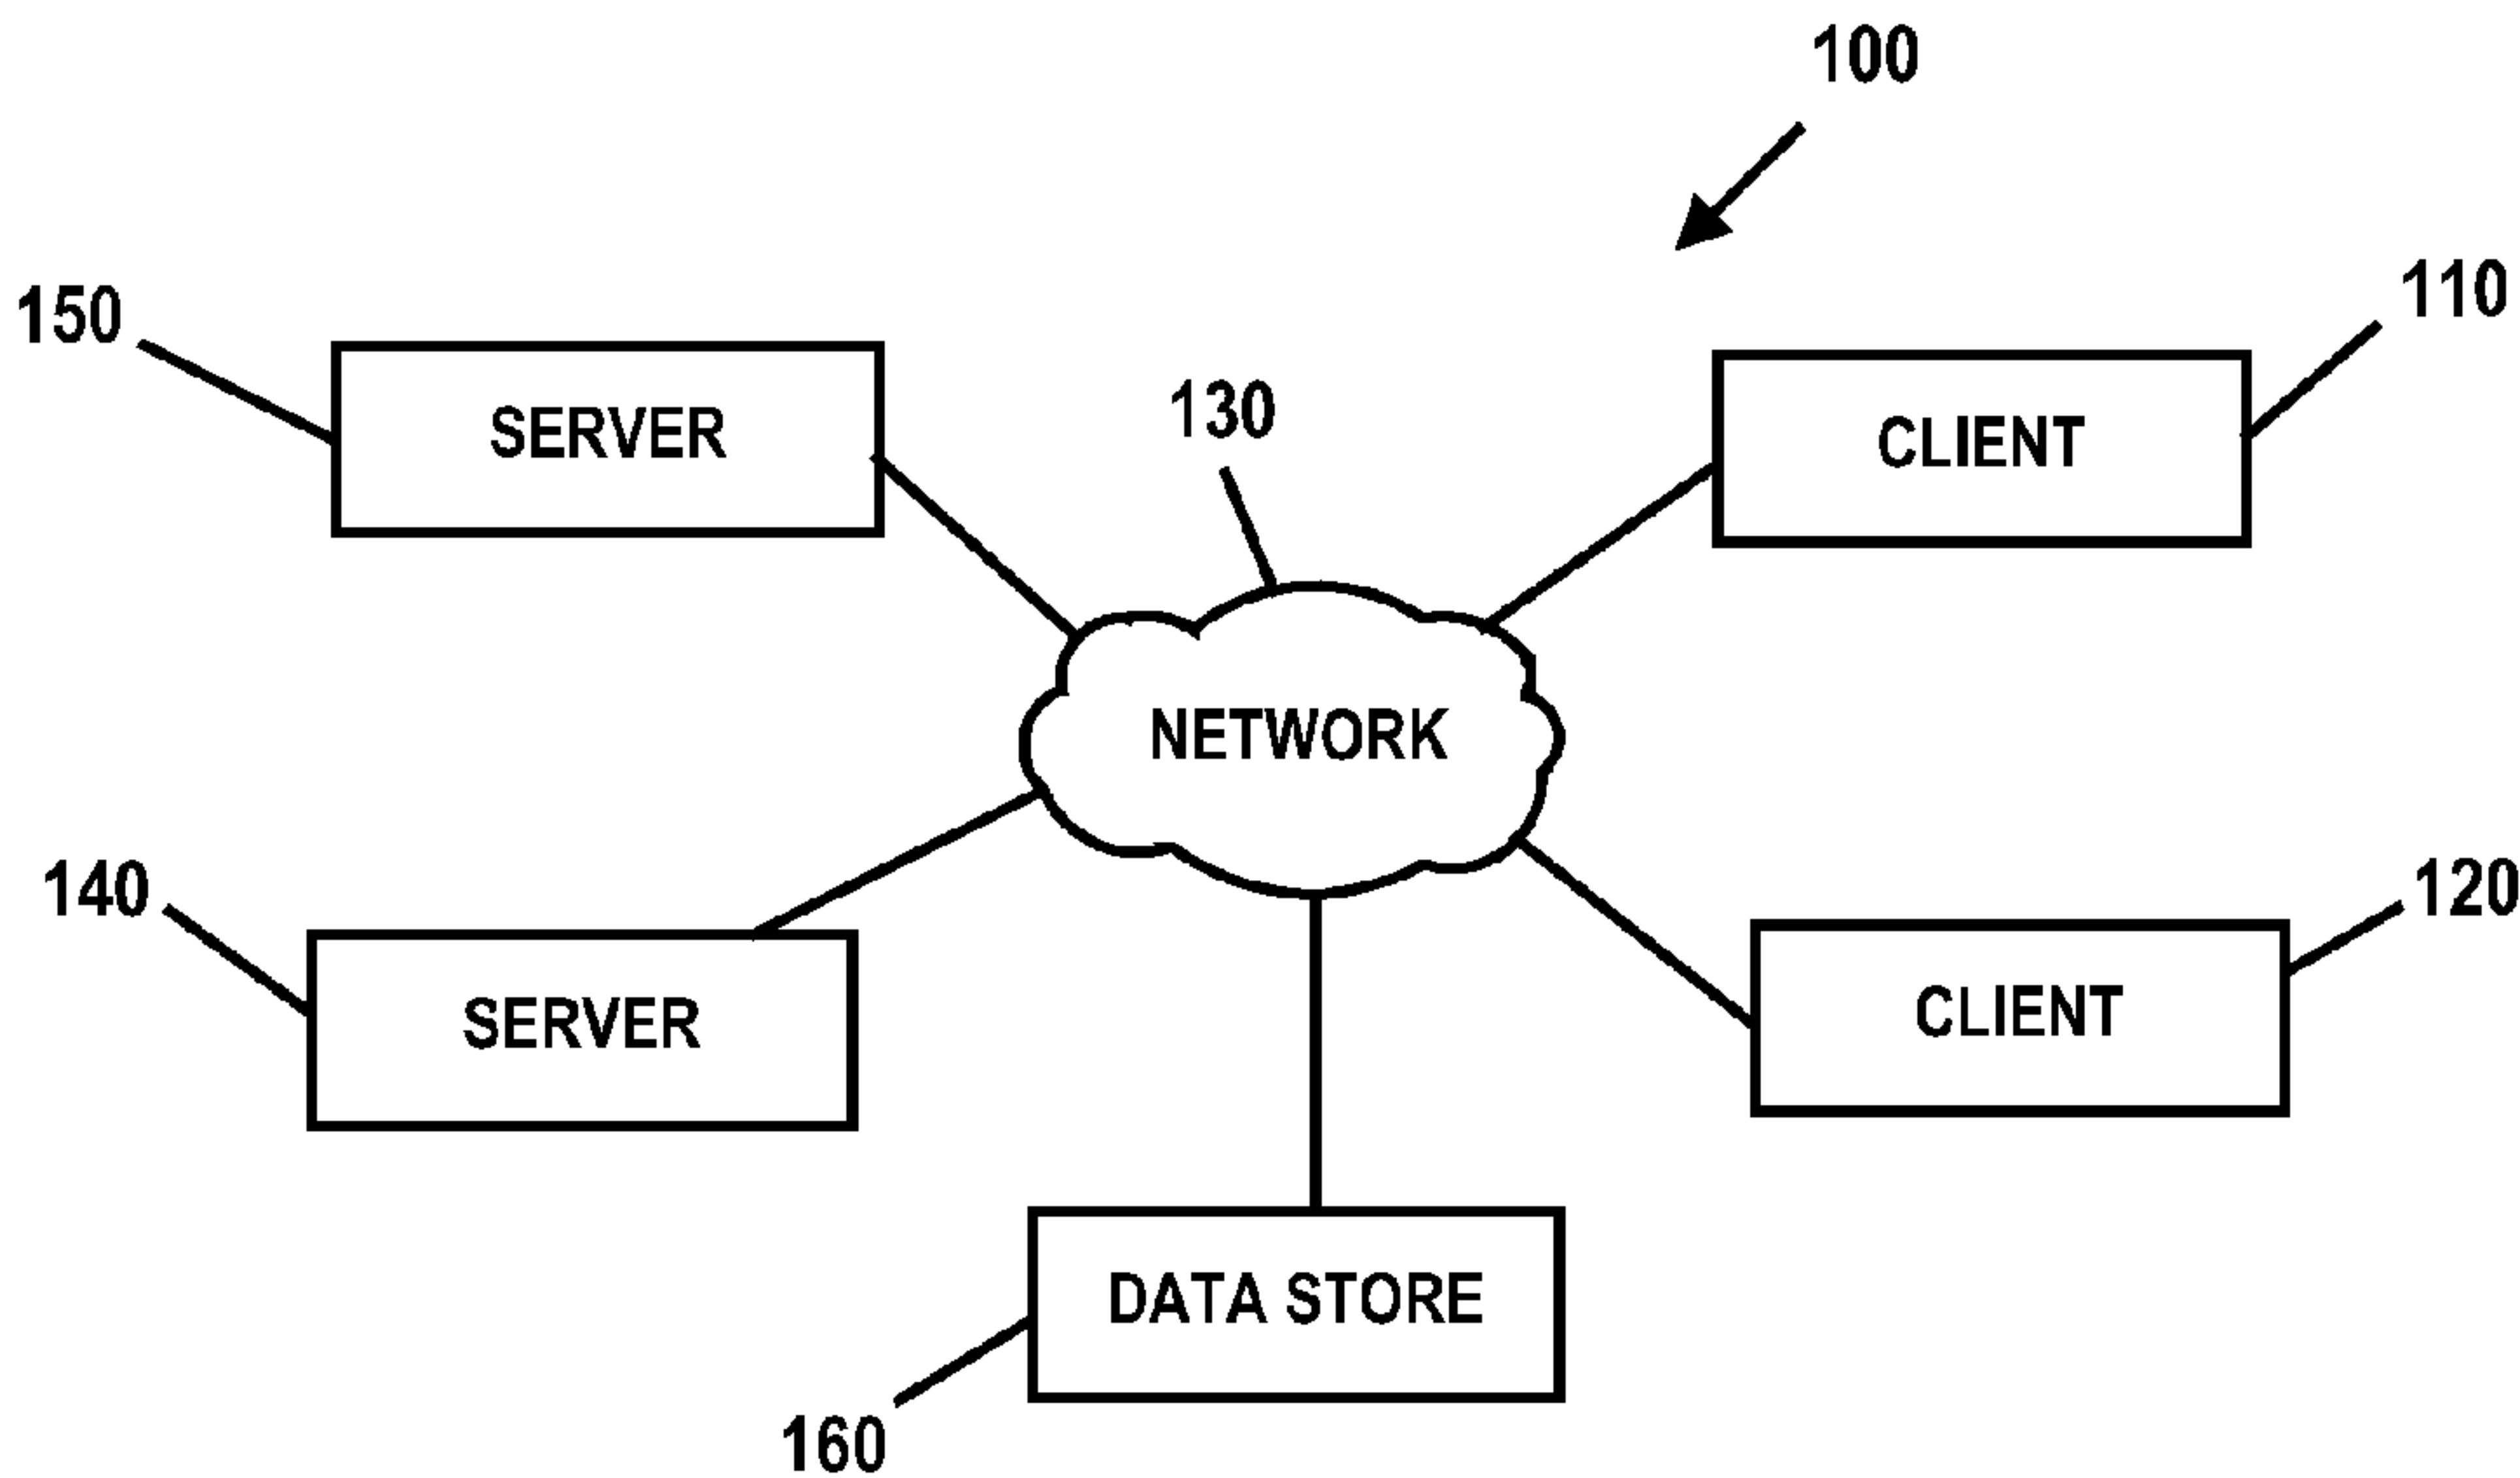 100
110
150
130
SERVER
CLIENT
NETWORK
140
120
SERVER
CLIENT
DATA STORE
160